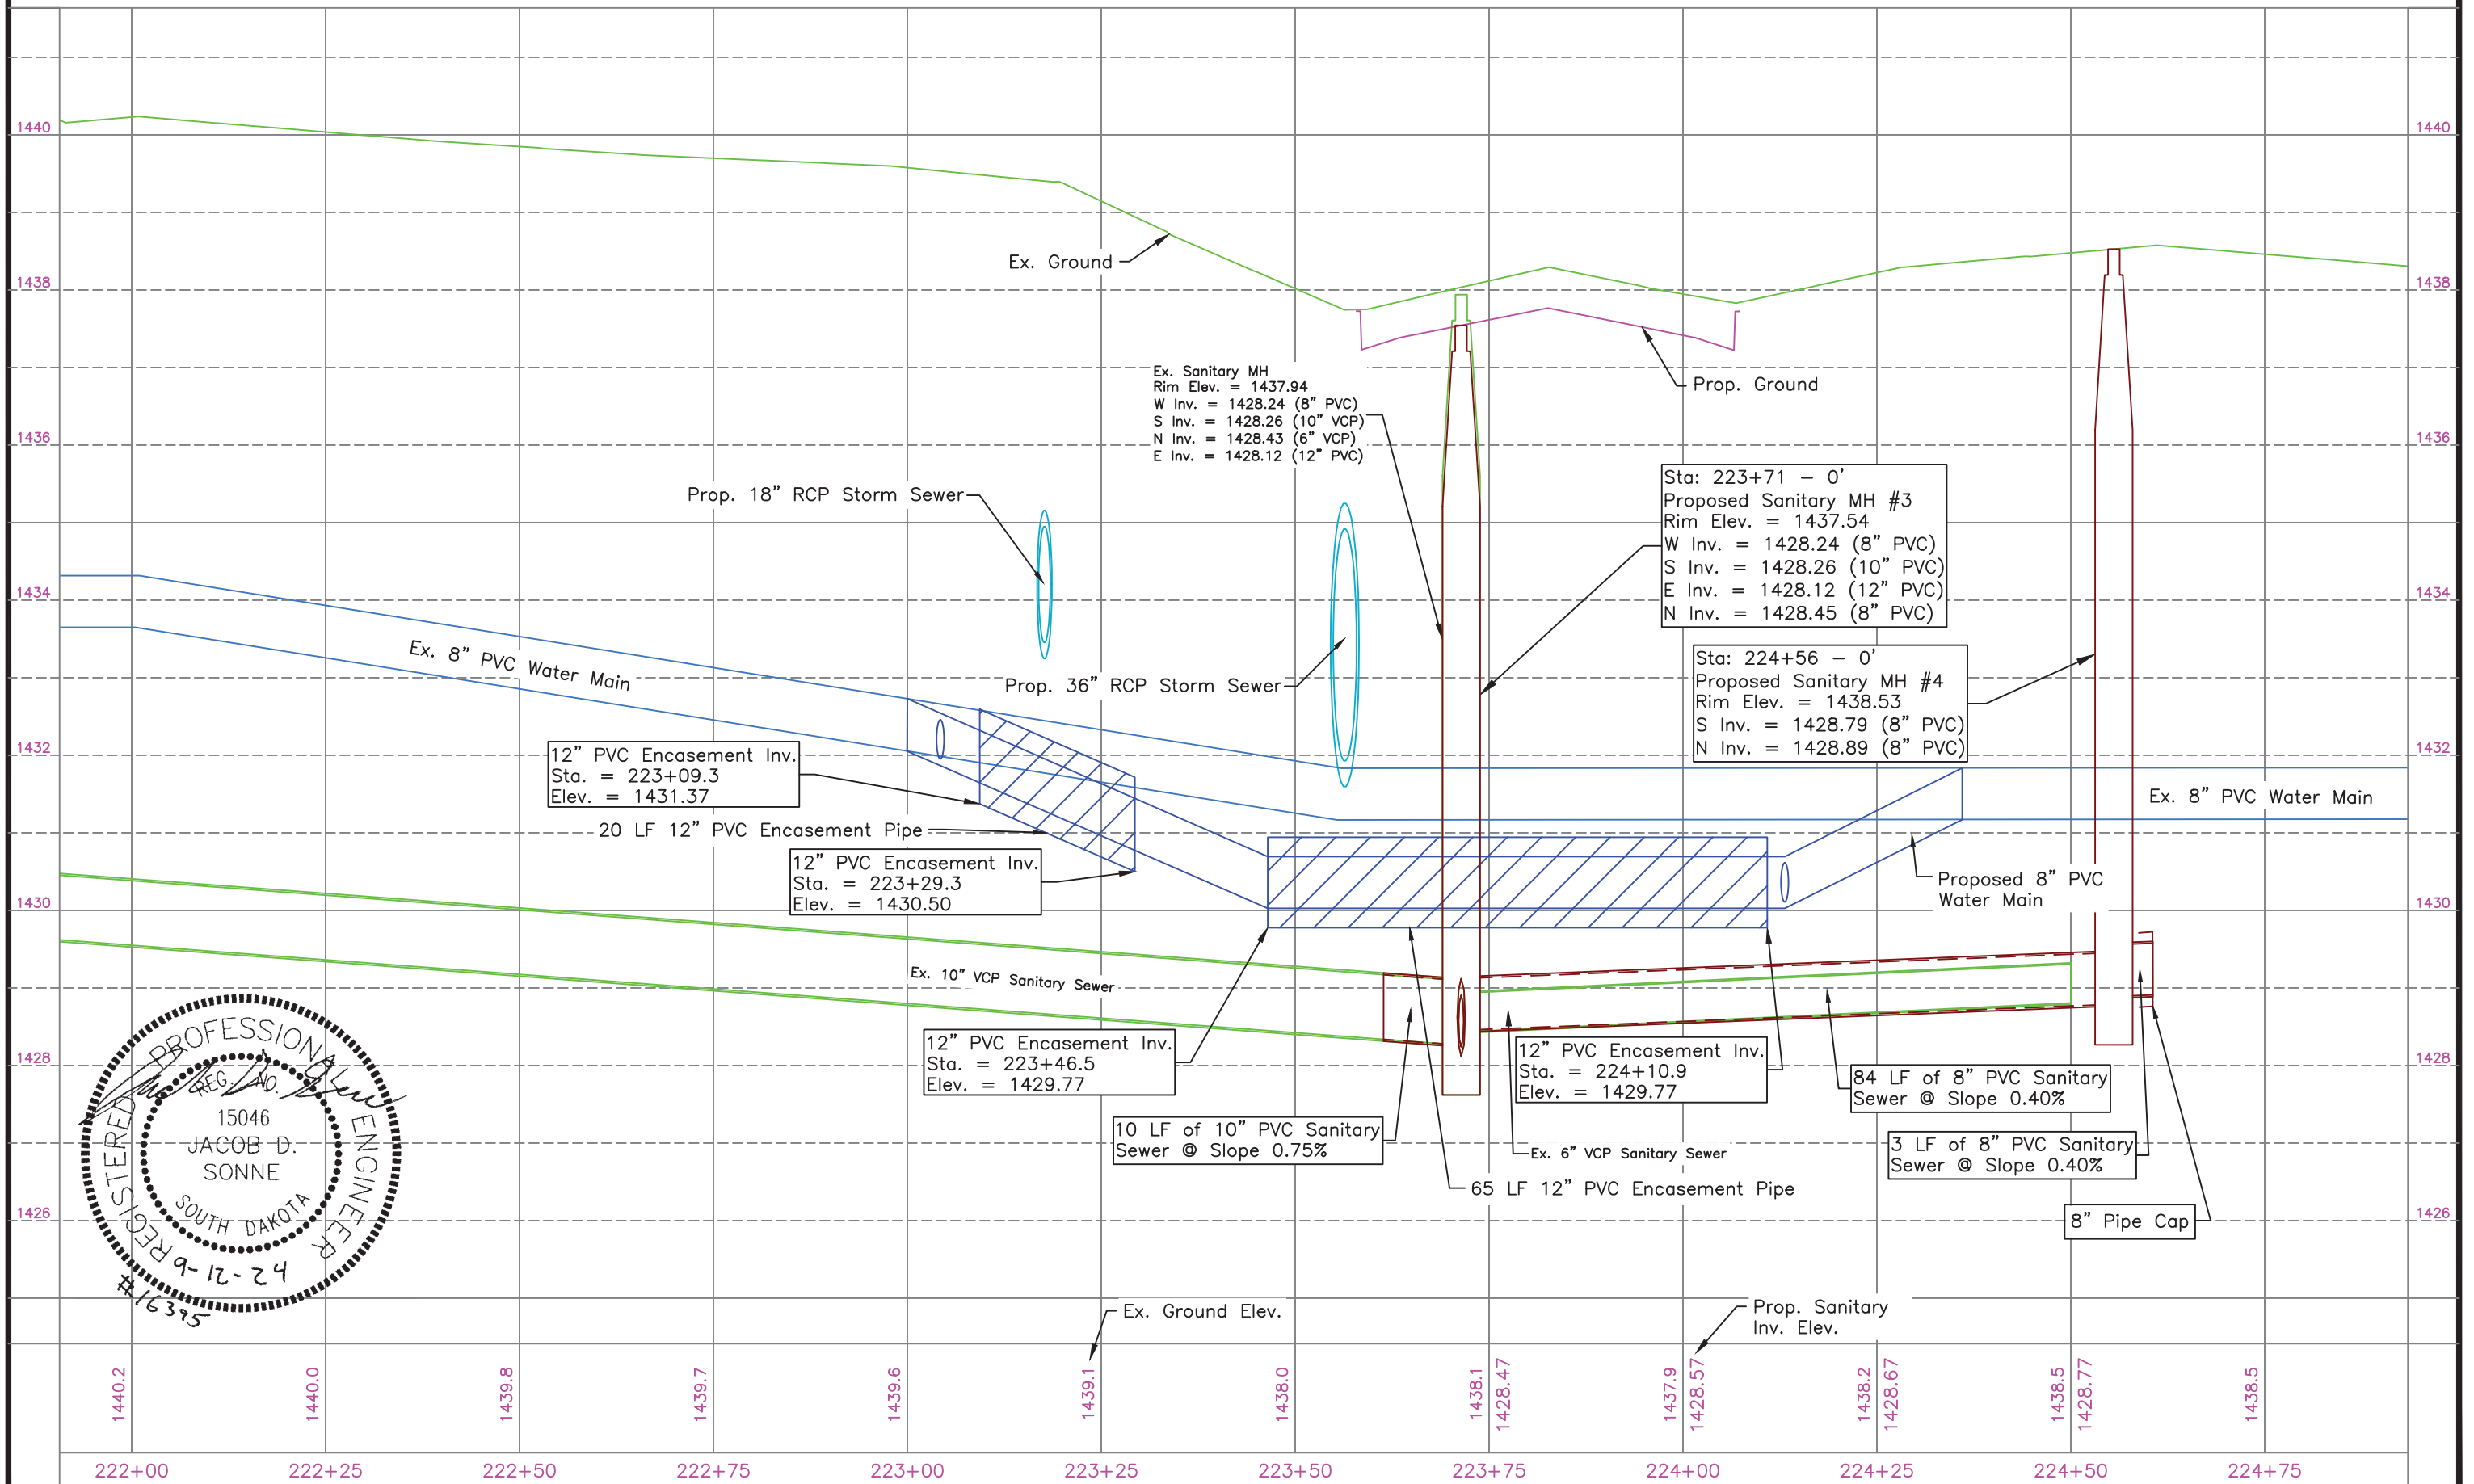 1440
1440
1438
1438
1436
1436
1434
1434
1432
1432
1430
1430
1428
1428
1426
1426
Ex. Ground
Prop. Ground
Ex. Sanitary MH
Rim Elev. = 1437.94
W Inv. = 1428.24 (8" PVC)
S Inv. = 1428.26 (10" VCP)
N Inv. = 1428.43 (6" VCP)
E Inv. = 1428.12 (12" PVC)
Prop. 18" RCP Storm Sewer
Sta: 223+71 - 0'
Proposed Sanitary MH #3
Rim Elev. = 1437.54
W Inv. = 1428.24 (8" PVC)
S Inv. = 1428.26 (10" PVC)
E Inv. = 1428.12 (12" PVC)
N Inv. = 1428.45 (8" PVC)
Sta: 224+56 - 0'
Proposed Sanitary MH #4
Rim Elev. = 1438.53
S Inv. = 1428.79 (8" PVC)
N Inv. = 1428.89 (8" PVC)
Ex. 8" PVC Water Main
Prop. 36" RCP Storm Sewer
12" PVC Encasement Inv.
Sta. = 223+09.3
Elev. = 1431.37
Ex. 8" PVC Water Main
20 LF 12" PVC Encasement Pipe
12" PVC Encasement Inv.
Sta. = 223+29.3
Elev. = 1430.50
Proposed 8" PVC
Water Main
Ex. 10" VCP Sanitary Sewer
12" PVC Encasement Inv.
Sta. = 223+46.5
Elev. = 1429.77
12" PVC Encasement Inv.
Sta. = 224+10.9
Elev. = 1429.77
84 LF of 8" PVC Sanitary
Sewer @ Slope 0.40%
10 LF of 10" PVC Sanitary
Sewer @ Slope 0.75%
Ex. 6" VCP Sanitary Sewer
3 LF of 8" PVC Sanitary
Sewer @ Slope 0.40%
65 LF 12" PVC Encasement Pipe
8" Pipe Cap
REGISTERED PROFESSIONAL ENGINEER
REG. NO.
15046
JACOB D.
SONNE
SOUTH DAKOTA
9-12-24
#16395
Ex. Ground Elev.
Prop. Sanitary
Inv. Elev.
1440.2
1440.0
1439.8
1439.7
1439.6
1439.1
1438.0
1438.1
1428.47
1437.9
1428.57
1438.2
1428.67
1438.5
1428.77
1438.5
222+00
222+25
222+50
222+75
223+00
223+25
223+50
223+75
224+00
224+25
224+50
224+75